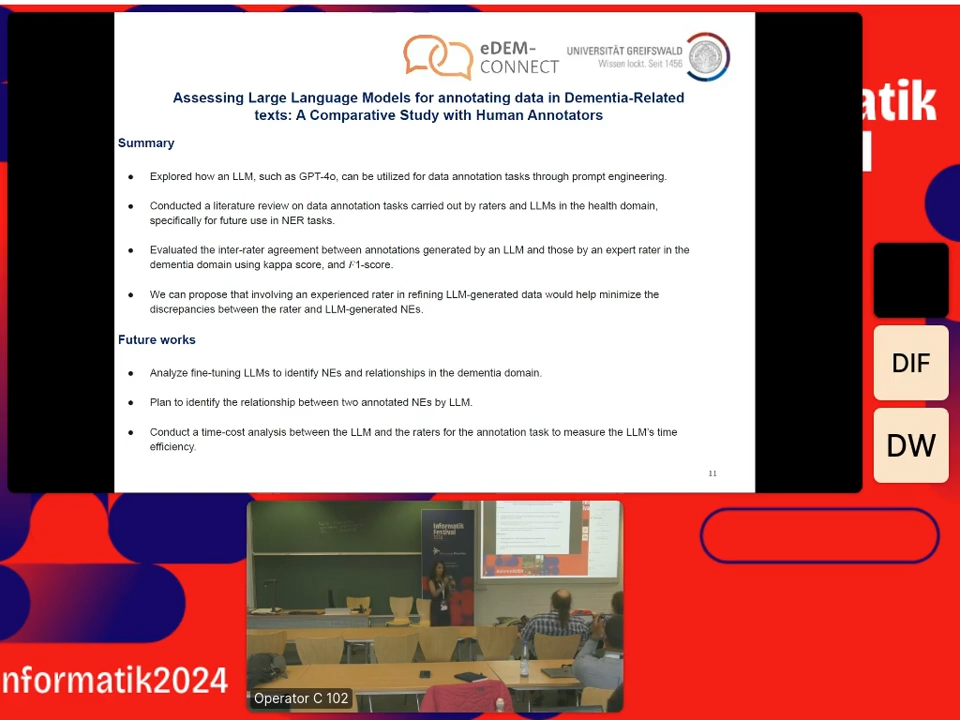 eDEM-
CONNECT
UNIVERSITÄT GREIFSWALD
Wissen lockt. Seit 1456
Assessing Large Language Models for annotating data in Dementia-Related
texts: A Comparative Study with Human Annotators
Summary
● Explored how an LLM, such as GPT-4o, can be utilized for data annotation tasks through prompt engineering.
● Conducted a literature review on data annotation tasks carried out by raters and LLMs in the health domain,
specifically for future use in NER tasks.
● Evaluated the inter-rater agreement between annotations generated by an LLM and those by an expert rater in the
dementia domain using kappa score, and F1-score.
● We can propose that involving an experienced rater in refining LLM-generated data would help minimize the
discrepancies between the rater and LLM-generated NEs.
Future works
● Analyze fine-tuning LLMs to identify NEs and relationships in the dementia domain.
● Plan to identify the relationship between two annotated NEs by LLM.
● Conduct a time-cost analysis between the LLM and the raters for the annotation task to measure the LLM's time
efficiency.
11
atik
DIF
DW
Informatik
Festival
2024
Operator C 102
nformatik2024